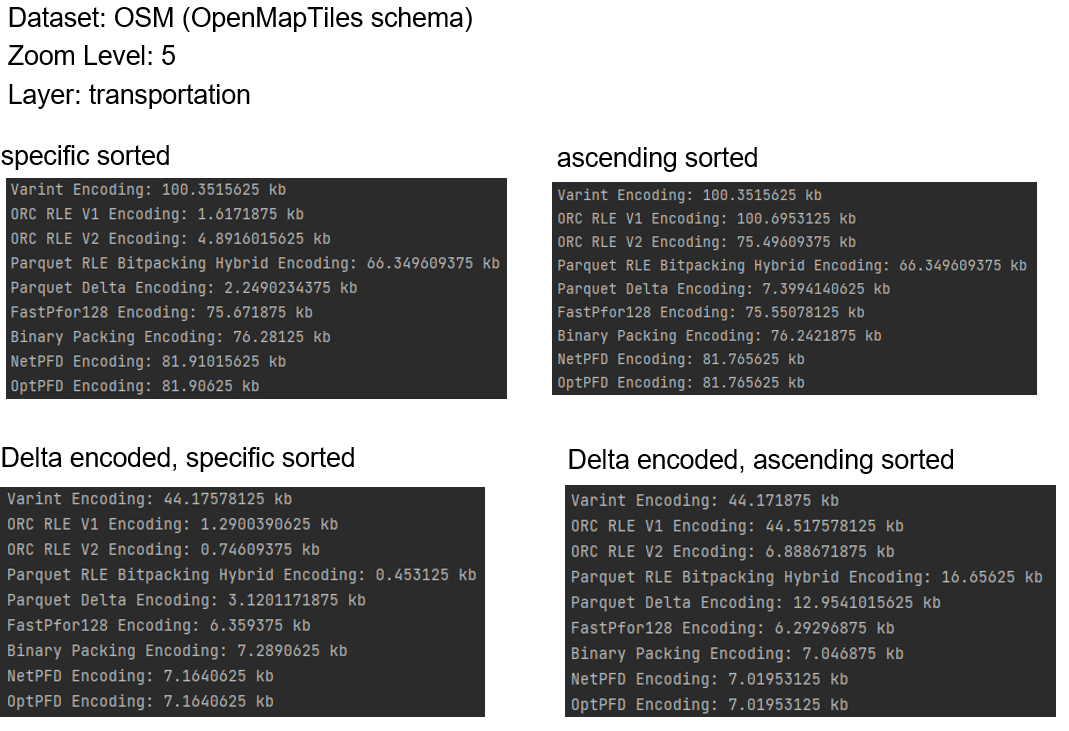 Dataset: OSM (OpenMapTiles schema)
Zoom Level: 5
Layer: transportation
specific sorted
Varint Encoding: 100.3515625 kb
ORC RLE V1 Encoding: 1.6171875 kb
ORC RLE V2 Encoding: 4.8916015625 kb
Parquet RLE Bitpacking Hybrid Encoding: 66.349609375 kb
Parquet Delta Encoding: 2.2490234375 kb
FastPfor128 Encoding: 75.671875 kb
Binary Packing Encoding: 76.28125 kb
NetPFD Encoding: 81.91015625 kb
OptPFD Encoding: 81.90625 kb
ascending sorted
Varint Encoding: 100.3515625 kb
ORC RLE V1 Encoding: 100.6953125 kb
ORC RLE V2 Encoding: 75.49609375 kb
Parquet RLE Bitpacking Hybrid Encoding: 66.349609375 kb
Parquet Delta Encoding: 7.3994140625 kb
FastPfor128 Encoding: 75.55078125 kb
Binary Packing Encoding: 76.2421875 kb
NetPFD Encoding: 81.765625 kb
OptPFD Encoding: 81.765625 kb
Delta encoded, specific sorted
Varint Encoding: 44.17578125 kb
ORC RLE V1 Encoding: 1.2900390625 kb
ORC RLE V2 Encoding: 0.74609375 kb
Parquet RLE Bitpacking Hybrid Encoding: 0.453125 kb
Parquet Delta Encoding: 3.1201171875 kb
FastPfor128 Encoding: 6.359375 kb
Binary Packing Encoding: 7.2890625 kb
NetPFD Encoding: 7.1640625 kb
OptPFD Encoding: 7.1640625 kb
Delta encoded, ascending sorted
Varint Encoding: 44.171875 kb
ORC RLE V1 Encoding: 44.517578125 kb
ORC RLE V2 Encoding: 6.888671875 kb
Parquet RLE Bitpacking Hybrid Encoding: 16.65625 kb
Parquet Delta Encoding: 12.9541015625 kb
FastPfor128 Encoding: 6.29296875 kb
Binary Packing Encoding: 7.046875 kb
NetPFD Encoding: 7.01953125 kb
OptPFD Encoding: 7.01953125 kb